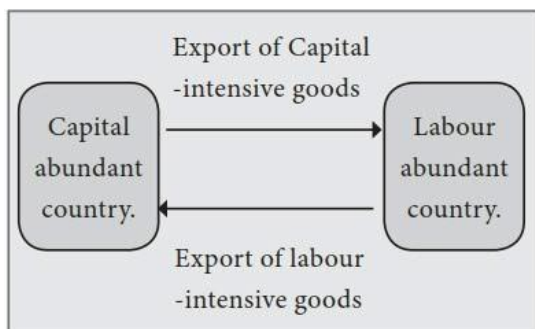 Export of Capital
-intensive goods
Capital
abundant
country.
Labour
abundant
country.
Export of labour
-intensive goods